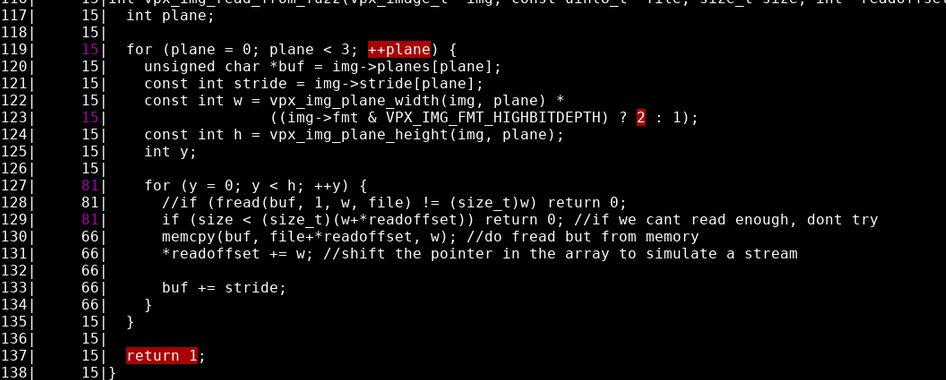 116|     15|int vpx_img_read_from_fuzz(vpx_image_t *img, const uint8_t *file, size_t size, int *readoffset
117|     15|  int plane;
118|     15|
119|     15|  for (plane = 0; plane < 3; ++plane) {
120|     15|    unsigned char *buf = img->planes[plane];
121|     15|    const int stride = img->stride[plane];
122|     15|    const int w = vpx_img_plane_width(img, plane) *
123|     15|                  ((img->fmt & VPX_IMG_FMT_HIGHBITDEPTH) ? 2 : 1);
124|     15|    const int h = vpx_img_plane_height(img, plane);
125|     15|    int y;
126|     15|
127|     81|    for (y = 0; y < h; ++y) {
128|     81|      //if (fread(buf, 1, w, file) != (size_t)w) return 0;
129|     81|      if (size < (size_t)(w+*readoffset)) return 0; //if we cant read enough, dont try
130|     66|      memcpy(buf, file+*readoffset, w); //do fread but from memory
131|     66|      *readoffset += w; //shift the pointer in the array to simulate a stream
132|     66|
133|     66|      buf += stride;
134|     66|    }
135|     15|  }
136|     15|
137|     15|  return 1;
138|     15|}